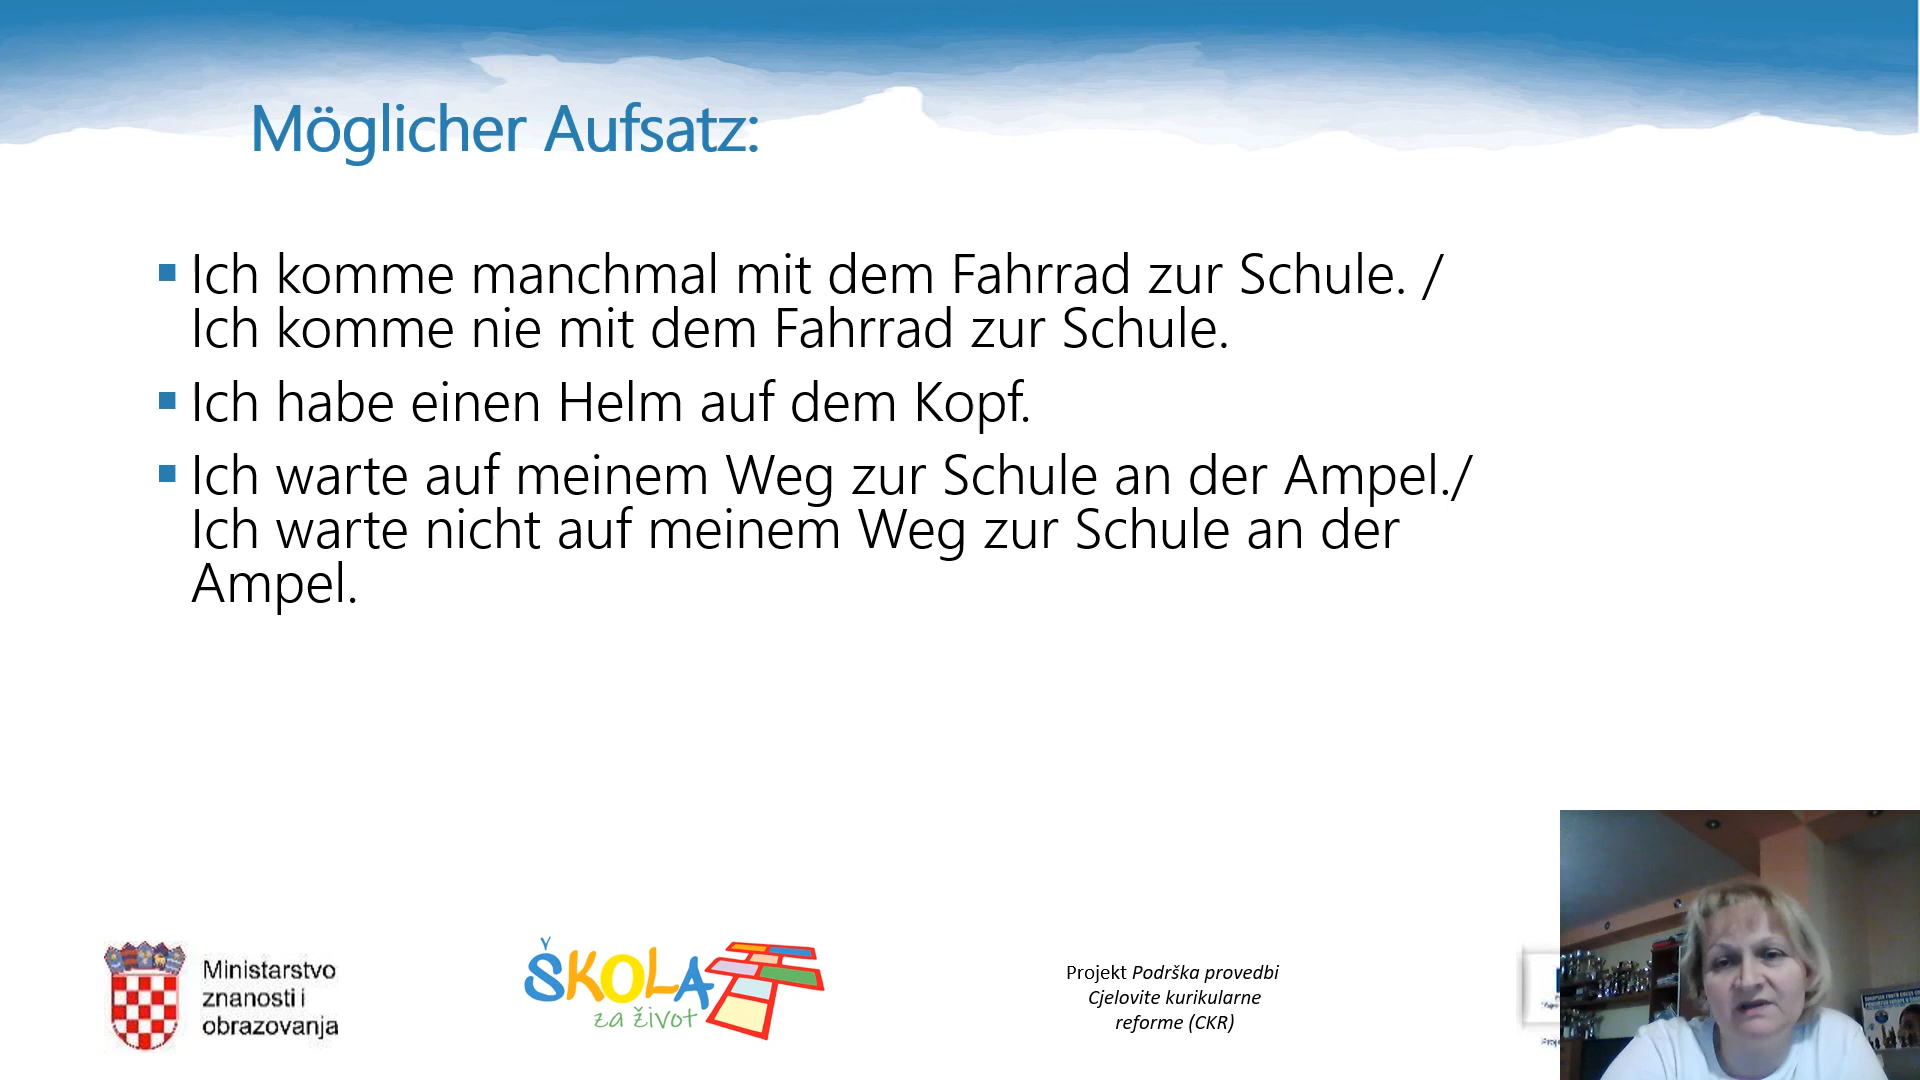 Möglicher Aufsatz:
Ich komme manchmal mit dem Fahrrad zur Schule. /
Ich komme nie mit dem Fahrrad zur Schule.
Ich habe einen Helm auf dem Kopf.
Ich warte auf meinem Weg zur Schule an der Ampel./
Ich warte nicht auf meinem Weg zur Schule an der
Ampel.
Ministarstvo
znanosti i
obrazovanja
ŠKOLA
za život
Projekt Podrška provedbi
Cjelovite kurikularne
reforme (CKR)